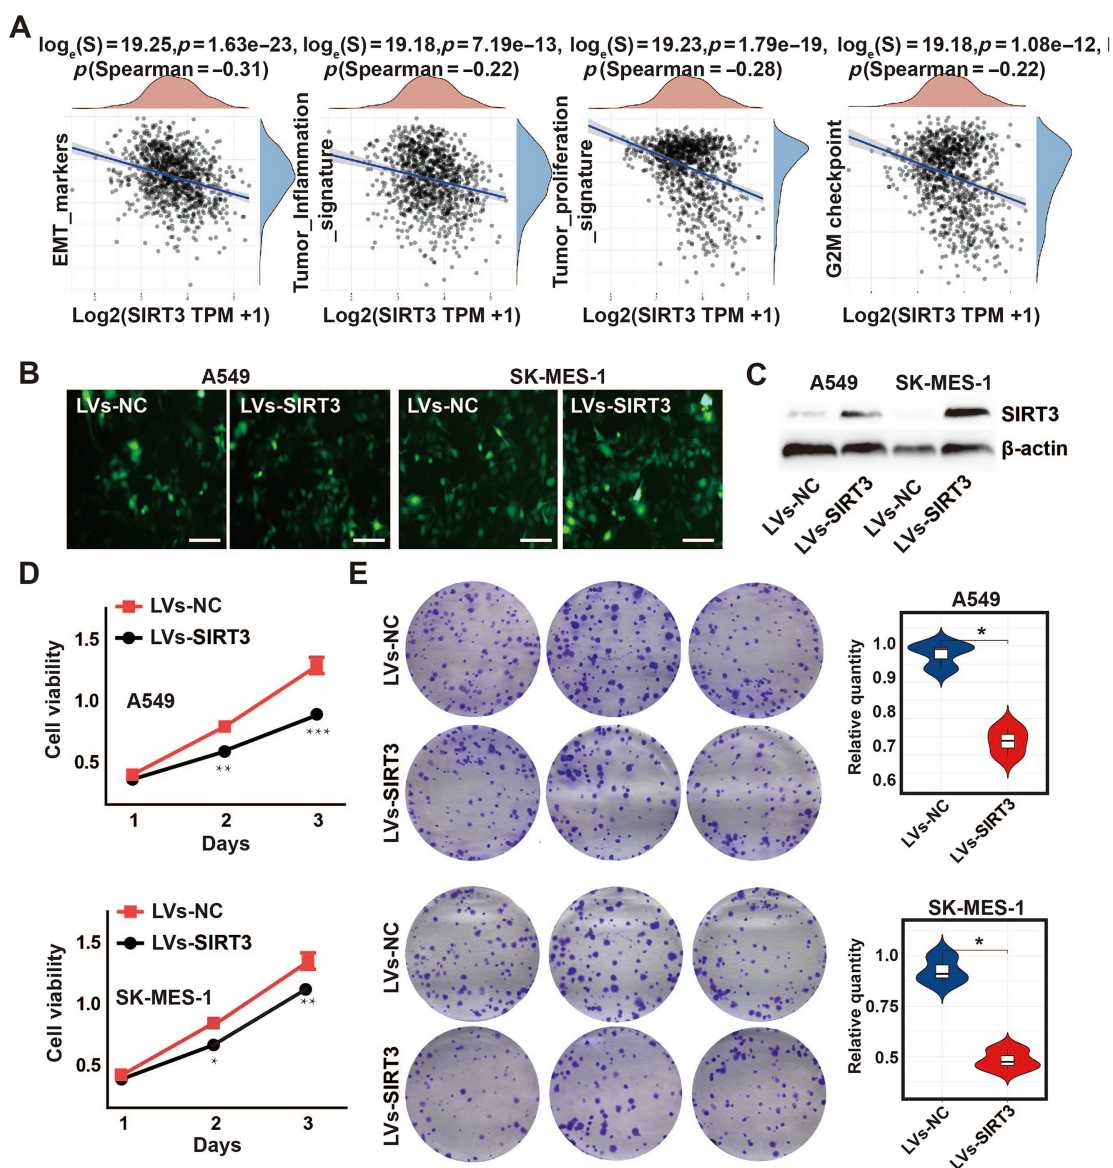 A
logₑ(S) = 19.25, p = 1.63e–23, logₑ(S) = 19.18, p = 7.19e–13, logₑ(S) = 19.23, p = 1.79e–19, logₑ(S) = 19.18, p = 1.08e–12,
p(Spearman = –0.31) p(Spearman = –0.22) p(Spearman = –0.28) p(Spearman = –0.22)
EMT_markers
Tumor_Inflammation
_signature
Tumor_proliferation
_signature
G2M checkpoint
2 3 4 5
Log2(SIRT3 TPM +1) Log2(SIRT3 TPM +1) Log2(SIRT3 TPM +1) Log2(SIRT3 TPM +1)
B
A549 SK-MES-1
LVs-NC LVs-SIRT3 LVs-NC LVs-SIRT3
C
A549 SK-MES-1
SIRT3
β-actin
LVs-NC LVs-SIRT3 LVs-NC LVs-SIRT3
D
LVs-NC
LVs-SIRT3
Cell viability
1.5
1.0
0.5
A549
**
***
1 2 3
Days
LVs-NC
LVs-SIRT3
Cell viability
1.5
1.0
0.5
SK-MES-1
*
**
1 2 3
Days
E
LVs-NC
LVs-SIRT3
LVs-NC
LVs-SIRT3
A549
Relative quantity
1.0
0.9
0.8
0.7
0.6
*
LVs-NC
LVs-SIRT3
SK-MES-1
Relative quantity
1.0
0.75
0.5
*
LVs-NC
LVs-SIRT3